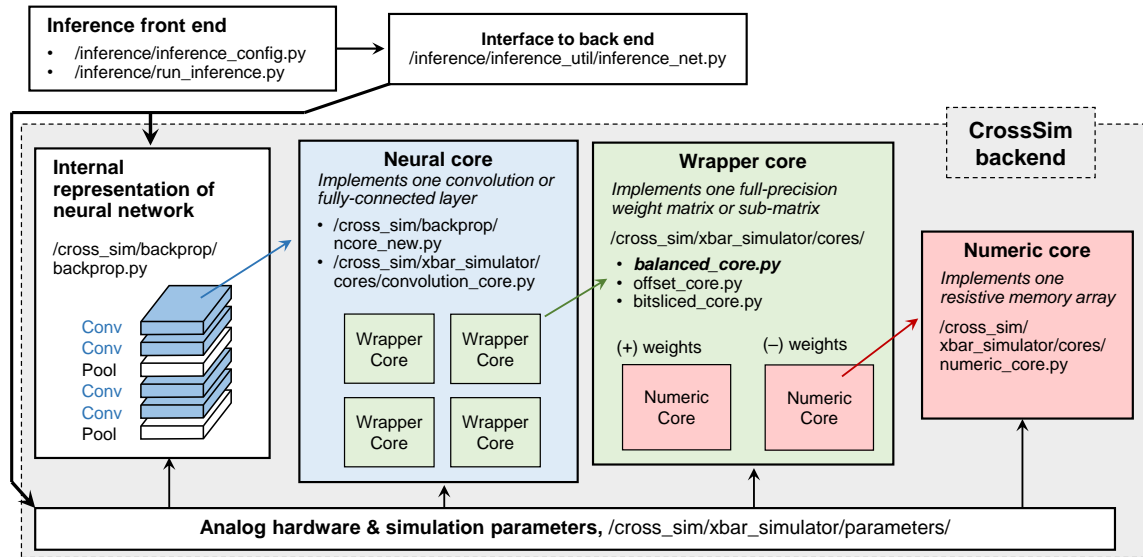 Inference front end
• /inference/inference_config.py
• /inference/run_inference.py
Interface to back end
/inference/inference_util/inference_net.py
CrossSim
backend
Internal
representation of
neural network
/cross_sim/backprop/
backprop.py
Conv
Conv
Pool
Conv
Conv
Pool
Neural core
Implements one convolution or
fully-connected layer
• /cross_sim/backprop/
ncore_new.py
• /cross_sim/xbar_simulator/
cores/convolution_core.py
Wrapper
Core
Wrapper
Core
Wrapper
Core
Wrapper
Core
Wrapper core
Implements one full-precision
weight matrix or sub-matrix
/cross_sim/xbar_simulator/cores/
• balanced_core.py
• offset_core.py
• bitsliced_core.py
(+) weights
(–) weights
Numeric
Core
Numeric
Core
Numeric core
Implements one
resistive memory array
/cross_sim/
xbar_simulator/cores/
numeric_core.py
Analog hardware & simulation parameters, /cross_sim/xbar_simulator/parameters/